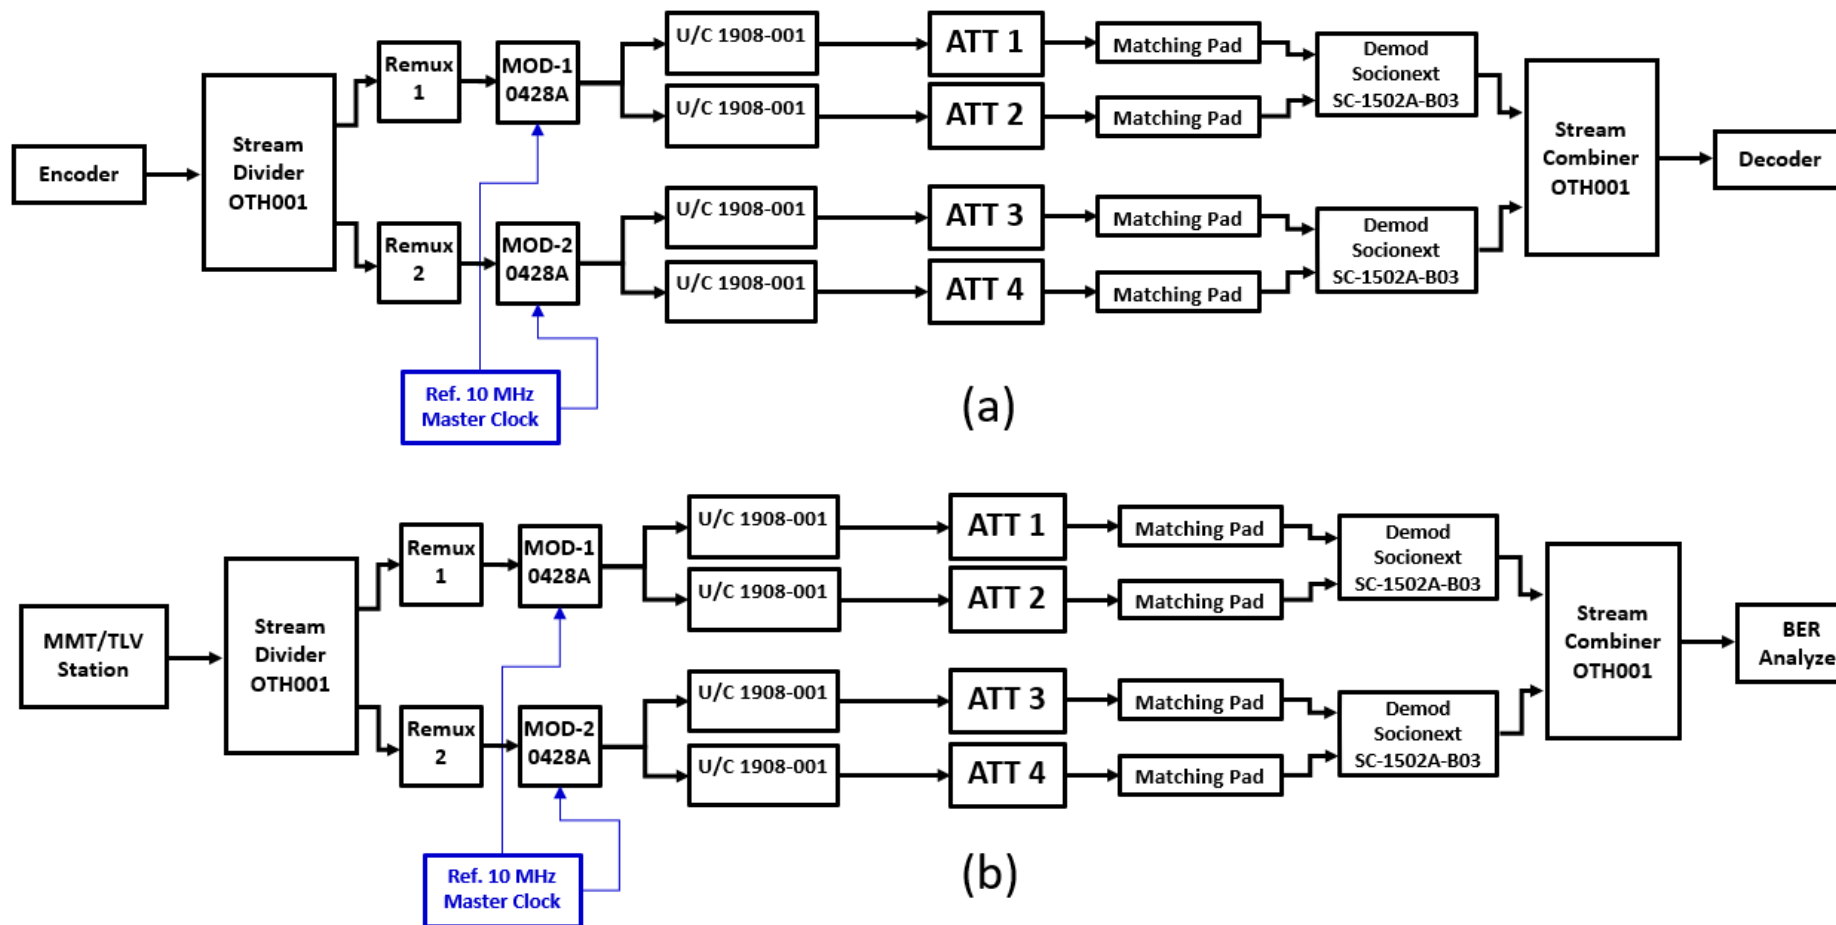 Encoder
Stream
Divider
OTH001
Remux
1
MOD-1
0428A
U/C 1908-001
ATT 1
Matching Pad
U/C 1908-001
ATT 2
Matching Pad
Demod
Socionext
SC-1502A-B03
Remux
2
MOD-2
0428A
U/C 1908-001
ATT 3
Matching Pad
U/C 1908-001
ATT 4
Matching Pad
Demod
Socionext
SC-1502A-B03
Stream
Combiner
OTH001
Decoder
Ref. 10 MHz
Master Clock
(a)
MMT/TLV
Station
Stream
Divider
OTH001
Remux
1
MOD-1
0428A
U/C 1908-001
ATT 1
Matching Pad
U/C 1908-001
ATT 2
Matching Pad
Demod
Socionext
SC-1502A-B03
Remux
2
MOD-2
0428A
U/C 1908-001
ATT 3
Matching Pad
U/C 1908-001
ATT 4
Matching Pad
Demod
Socionext
SC-1502A-B03
Stream
Combiner
OTH001
BER
Analyze
Ref. 10 MHz
Master Clock
(b)